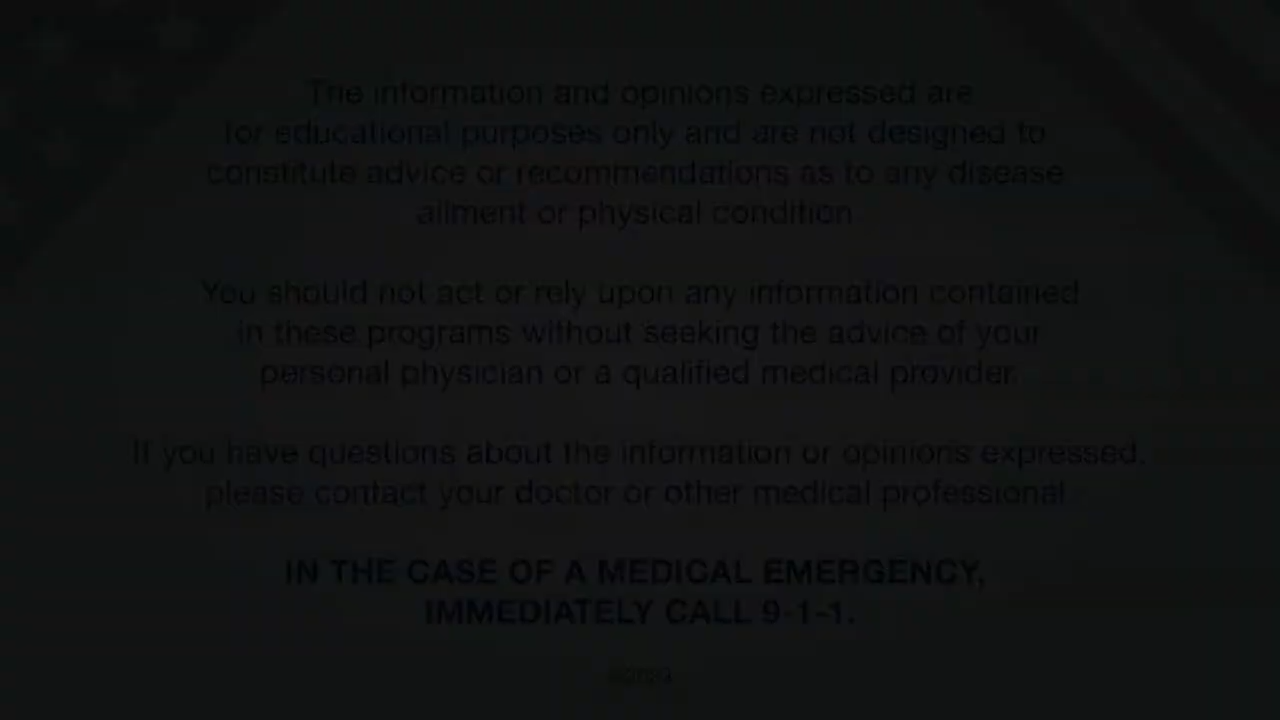 The information and opinions expressed are
for educational purposes only and are not designed to
constitute advice or recommendations as to any disease
ailment or physical condition
You should not act or rely upon any information contained
in these programs without seeking the advice of your
personal physician or a qualified medical provider.
If you have questions about the information or opinions expressed,
please contact your doctor or other medical professional
IN THE CASE OF A MEDICAL EMERGENCY,
IMMEDIATELY CALL 9-1-1.